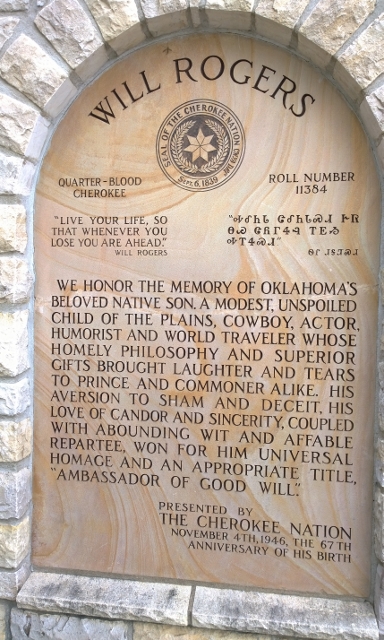 WILL ROGERS
SEAL OF THE CHEROKEE NATION
SEPT. 6, 1839
QUARTER-BLOOD
CHEROKEE
ROLL NUMBER
11384
"LIVE YOUR LIFE, SO
THAT WHENEVER YOU
LOSE YOU ARE AHEAD."
WILL ROGERS
WE HONOR THE MEMORY OF OKLAHOMA'S
BELOVED NATIVE SON. A MODEST, UNSPOILED
CHILD OF THE PLAINS, COWBOY, ACTOR,
HUMORIST AND WORLD TRAVELER WHOSE
HOMELY PHILOSOPHY AND SUPERIOR
GIFTS BROUGHT LAUGHTER AND TEARS
TO PRINCE AND COMMONER ALIKE. HIS
AVERSION TO SHAM AND DECEIT, HIS
LOVE OF CANDOR AND SINCERITY, COUPLED
WITH ABOUNDING WIT AND AFFABLE
REPARTEE, WON FOR HIM UNIVERSAL
HOMAGE AND AN APPROPRIATE TITLE,
"AMBASSADOR OF GOOD WILL".
PRESENTED BY
THE CHEROKEE NATION
NOVEMBER 4TH, 1946, THE 67TH
ANNIVERSARY OF HIS BIRTH